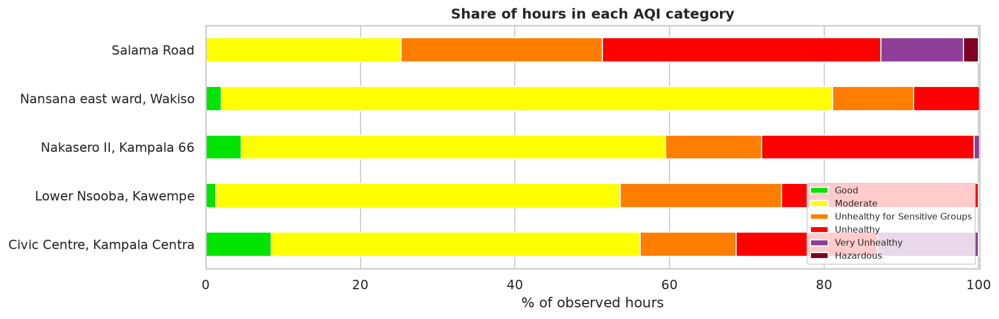 Share of hours in each AQI category
Salama Road
Nansana east ward, Wakiso
Nakasero II, Kampala 66
Lower Nsooba, Kawempe
Civic Centre, Kampala Centra
Good
Moderate
Unhealthy for Sensitive Groups
Unhealthy
Very Unhealthy
Hazardous
0 20 40 60 80 100
% of observed hours